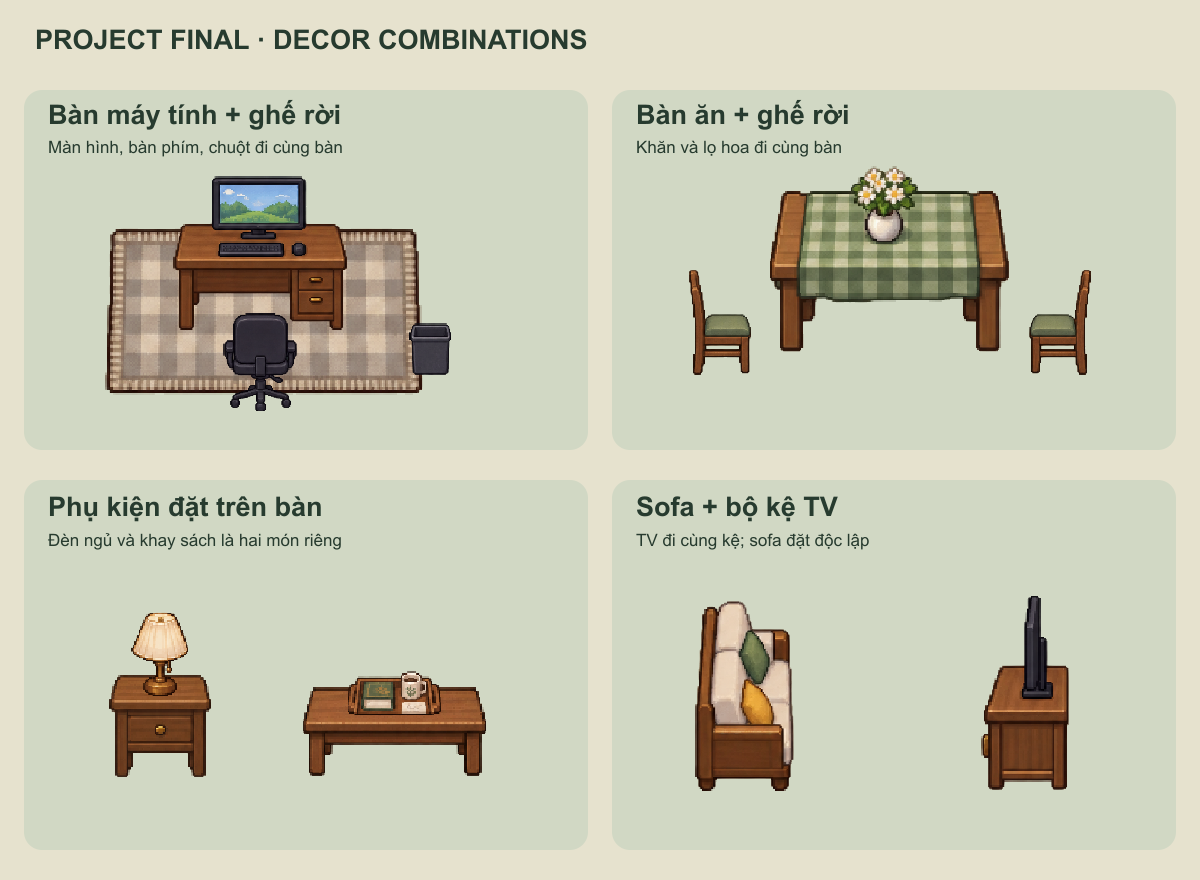 PROJECT FINAL · DECOR COMBINATIONS
Bàn máy tính + ghế rời
Màn hình, bàn phím, chuột đi cùng bàn
Bàn ăn + ghế rời
Khăn và lọ hoa đi cùng bàn
Phụ kiện đặt trên bàn
Đèn ngủ và khay sách là hai món riêng
Sofa + bộ kệ TV
TV đi cùng kệ; sofa đặt độc lập